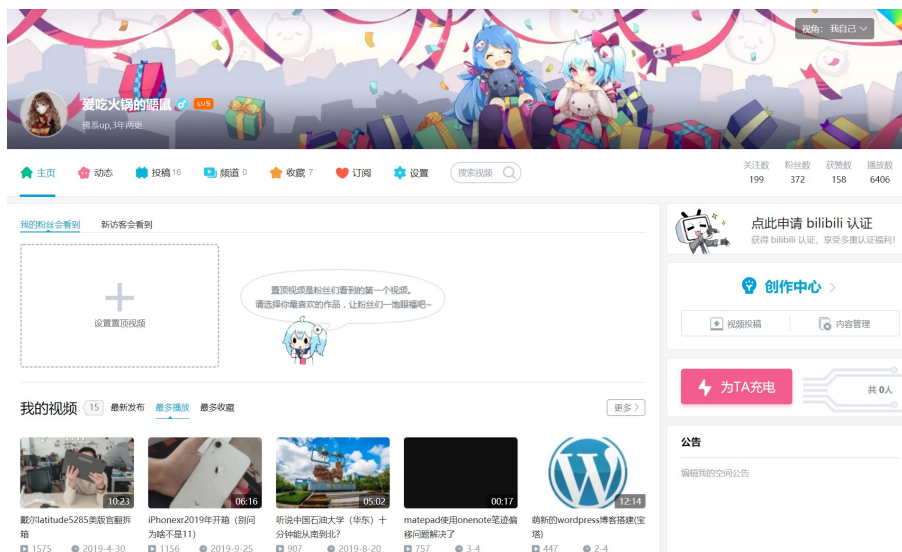 视角: 我自己
爱吃火锅的鼯鼠 LV5
佛系up,3年两更
主页 动态 投稿 16 频道 0 收藏 7 订阅 设置 搜索视频
关注数 粉丝数 获赞数 播放数
199 372 158 6406
我的粉丝会看到 新访客会看到
设置置顶视频
置顶视频是粉丝们看到的第一个视频。
请选择你最喜欢的作品，让粉丝们一饱眼福吧~
点此申请 bilibili 认证
获得 bilibili 认证，享受多重认证福利!
创作中心
视频投稿 内容管理
为TA充电
共 0人
公告
编辑我的空间公告
我的视频 15 最新发布 最多播放 最多收藏 更多
10:23
戴尔latitude5285美版官翻拆
箱
1575 2019-4-30
06:16
iPhonexr2019年开箱（别问
为啥不是11）
1156 2019-9-25
05:02
听说中国石油大学（华东）十
分钟能从南到北?
907 2019-8-20
00:17
matepad使用onenote笔迹偏
移问题解决了
757 3-4
12:14
萌新的wordpress博客搭建(宝
塔)
447 2-4